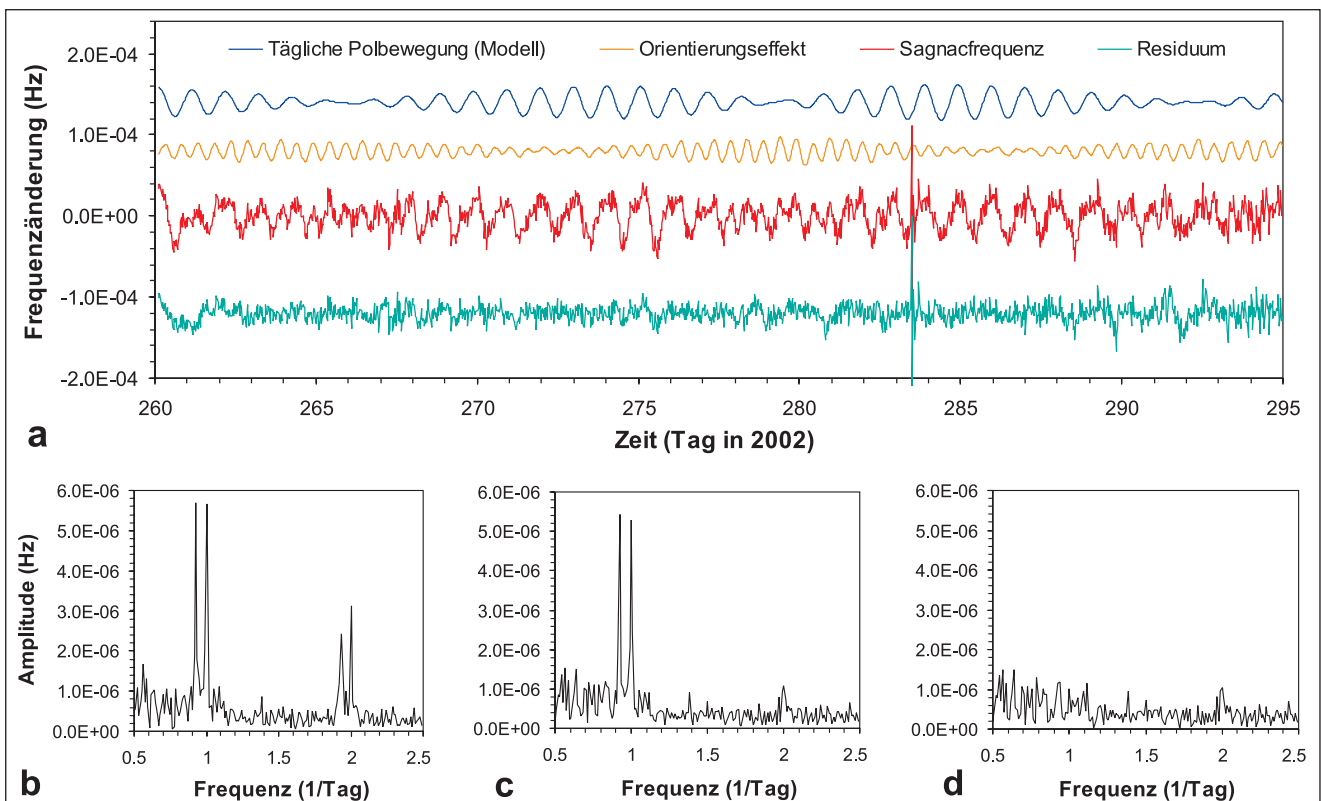 Tägliche Polbewegung (Modell) Orientierungseffekt Sagnacfrequenz Residuum
Frequenzänderung (Hz)
2.0E-04
1.0E-04
0.0E+00
-1.0E-04
-2.0E-04
260 265 270 275 280 285 290 295
Zeit (Tag in 2002)
a
Amplitude (Hz)
6.0E-06
5.0E-06
4.0E-06
3.0E-06
2.0E-06
1.0E-06
0.0E+00
0.5 1 1.5 2 2.5
Frequenz (1/Tag)
b
6.0E-06
5.0E-06
4.0E-06
3.0E-06
2.0E-06
1.0E-06
0.0E+00
0.5 1 1.5 2 2.5
Frequenz (1/Tag)
c
6.0E-06
5.0E-06
4.0E-06
3.0E-06
2.0E-06
1.0E-06
0.0E+00
0.5 1 1.5 2 2.5
Frequenz (1/Tag)
d